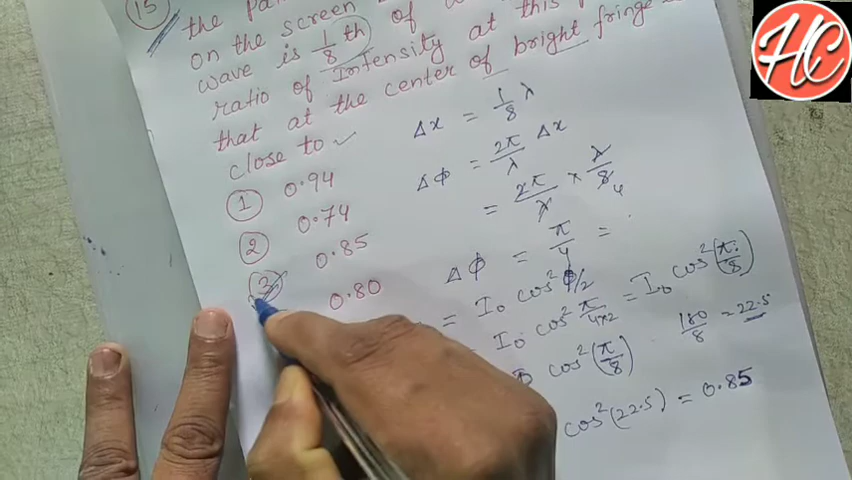 15
the
on the screen of
wave is 1/8 th of
ratio of Intensity at this
that at the center of bright fringe
close to ✓
1 0.94
2 0.74
3 0.85
0.80
Δx = 1/8 λ
Δϕ = 2π/λ Δx
= 2π/λ × λ/8 4
Δϕ = π/4 =
= I₀ cos² ϕ/2
= I₀ cos² π/4×2 = I₀ cos² (π/8)
cos² (π/8) 180/8 = 22.5
cos² (22.5) = 0.85
HC